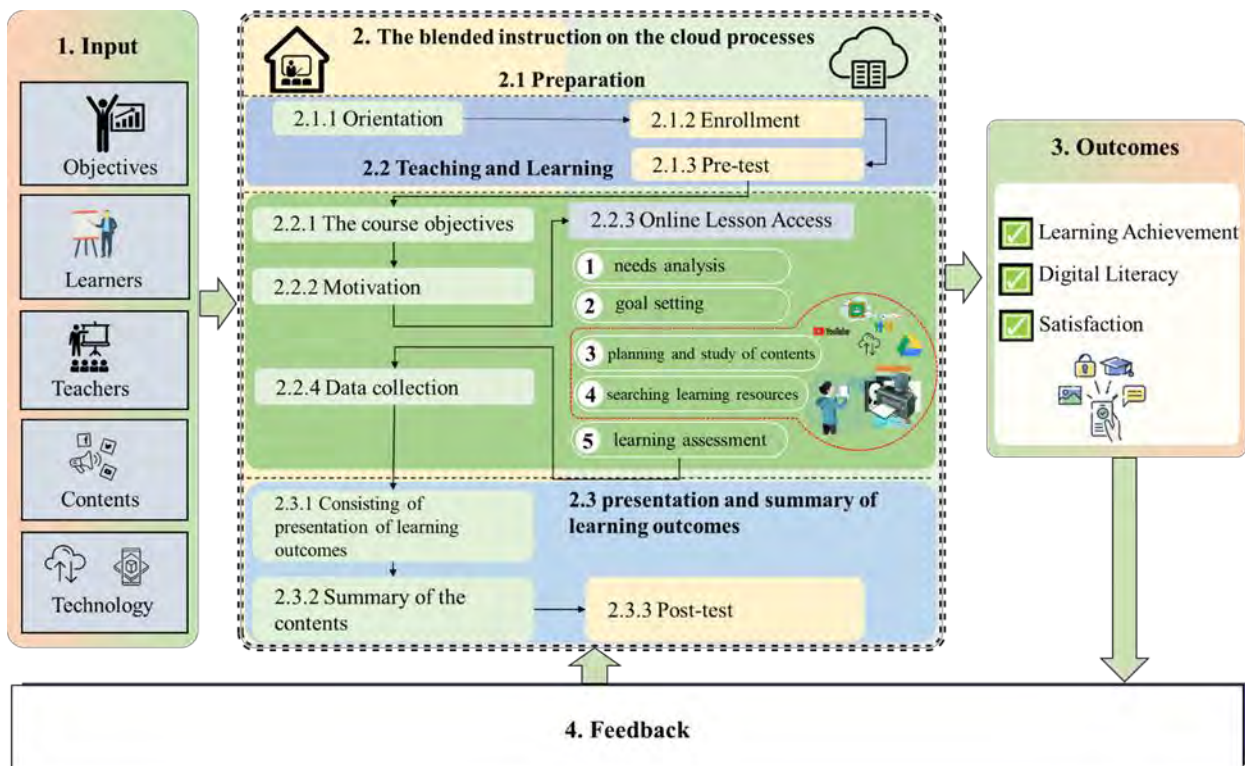 1. Input
Objectives
Learners
Teachers
Contents
Technology
2. The blended instruction on the cloud processes
2.1 Preparation
2.1.1 Orientation
2.1.2 Enrollment
2.1.3 Pre-test
2.2 Teaching and Learning
2.2.1 The course objectives
2.2.2 Motivation
2.2.3 Online Lesson Access
1 needs analysis
2 goal setting
3 planning and study of contents
4 searching learning resources
5 learning assessment
YouTube
2.2.4 Data collection
2.3 presentation and summary of
learning outcomes
2.3.1 Consisting of
presentation of learning
outcomes
2.3.2 Summary of the
contents
2.3.3 Post-test
3. Outcomes
Learning Achievement
Digital Literacy
Satisfaction
4. Feedback